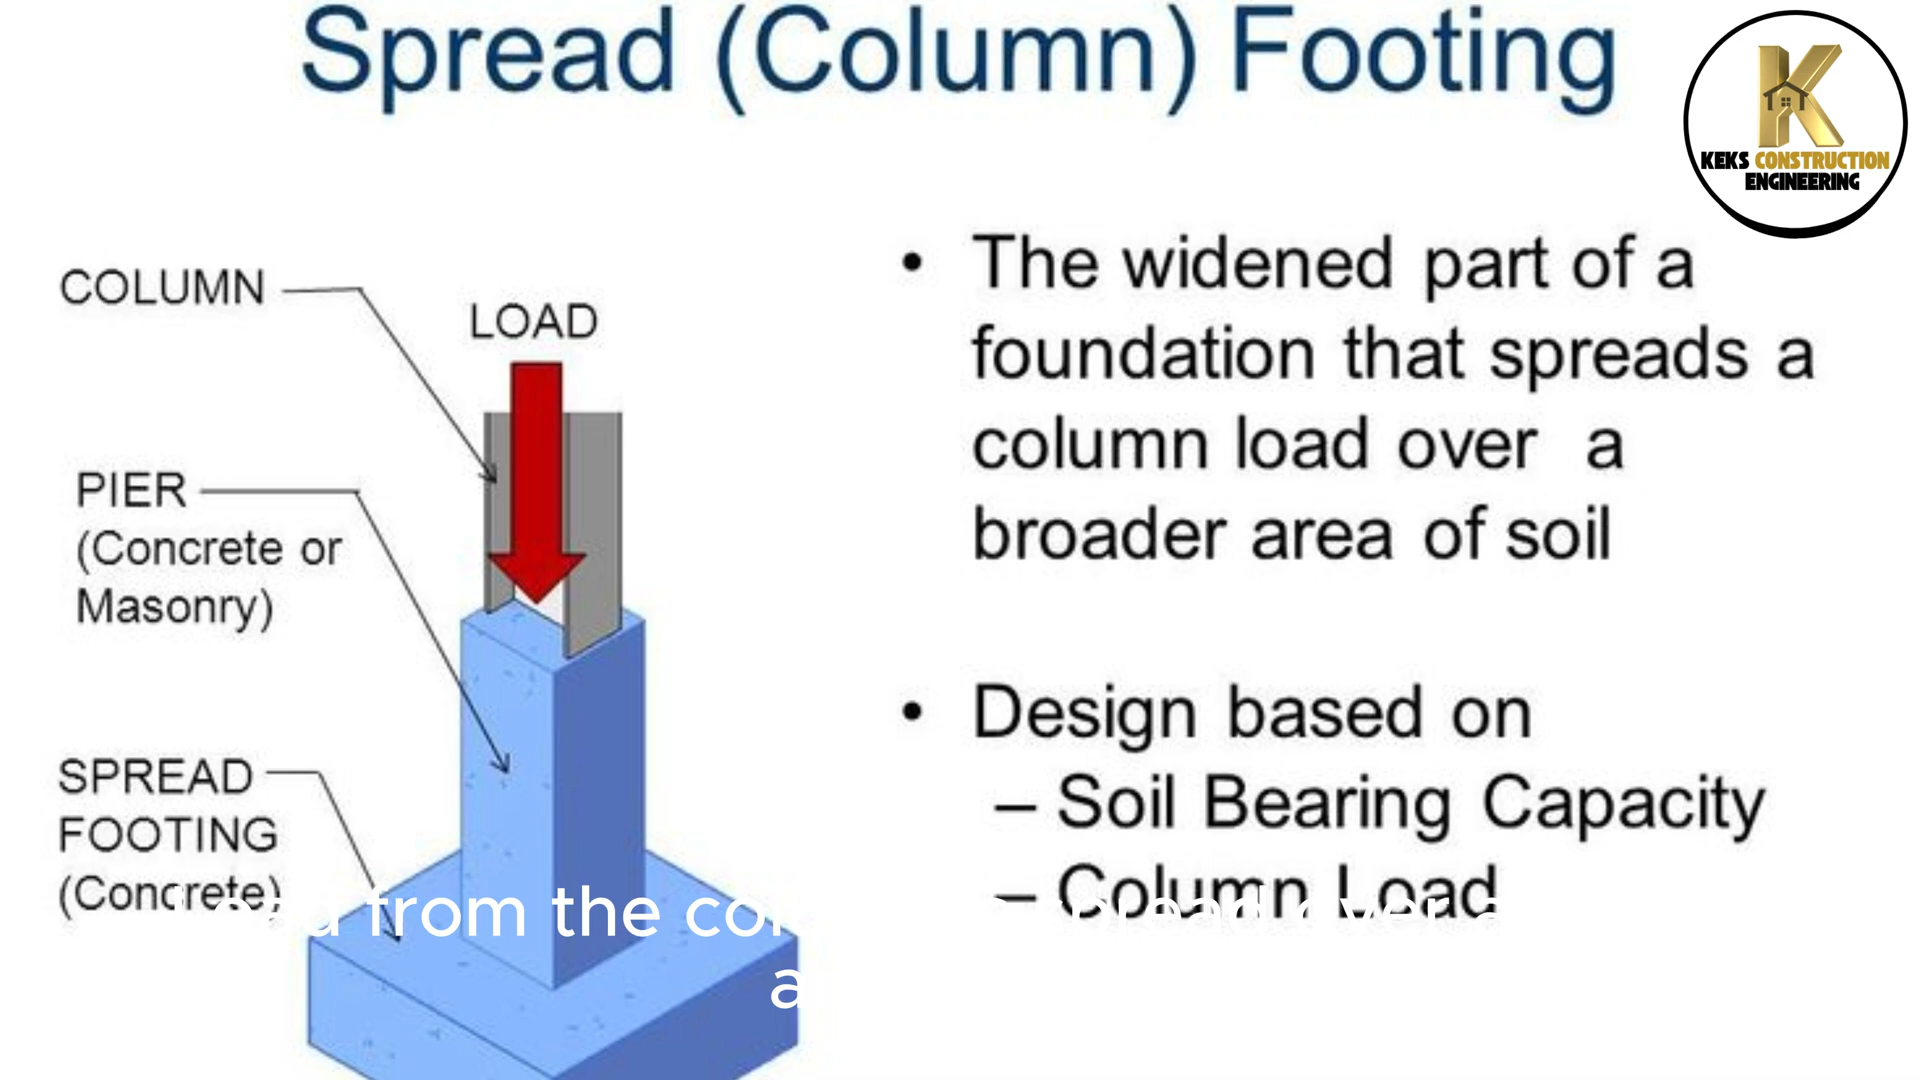 Spread (Column) Footing
KEKS CONSTRUCTION
ENGINEERING
COLUMN
LOAD
PIER
(Concrete or
Masonry)
SPREAD
FOOTING
(Concrete)
• The widened part of a
foundation that spreads a
column load over a
broader area of soil
• Design based on
– Soil Bearing Capacity
– Column Load
from the spread over